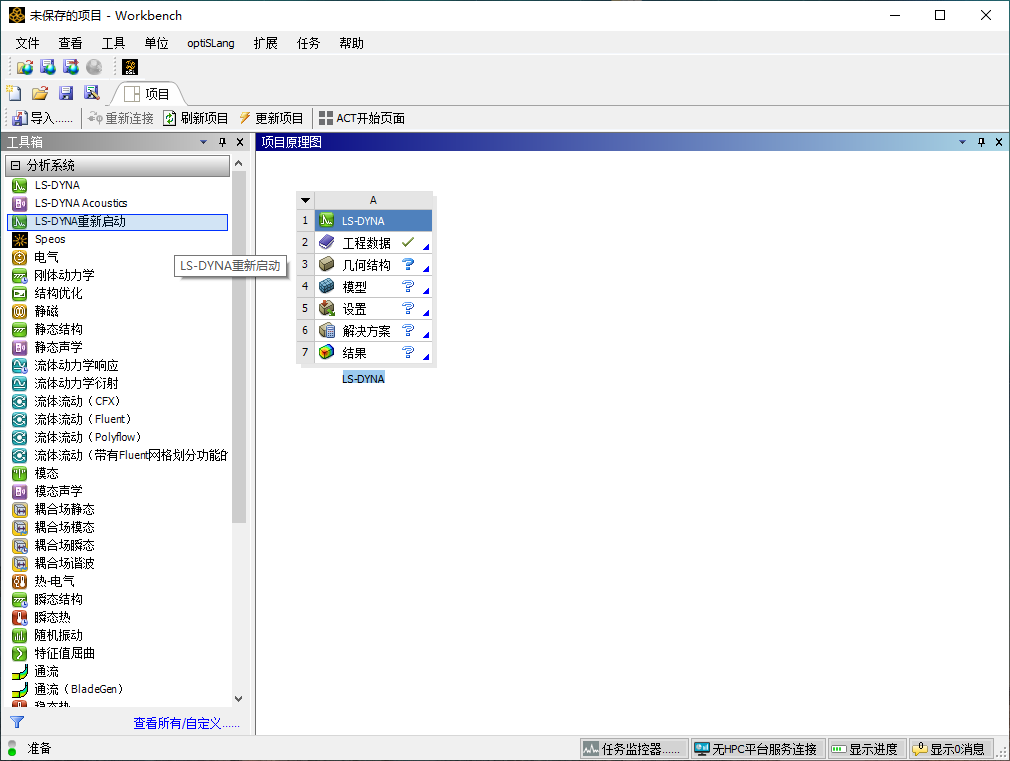 未保存的项目 - Workbench
文件 查看 工具 单位 optiSLang 扩展 任务 帮助
项目
导入...... 重新连接 刷新项目 更新项目 ACT开始页面
工具箱
分析系统
LS-DYNA
LS-DYNA Acoustics
LS-DYNA重新启动
Speos
电气
刚体动力学
结构优化
静磁
静态结构
静态声学
流体动力学响应
流体动力学衍射
流体流动（CFX）
流体流动（Fluent）
流体流动（Polyflow）
流体流动（带有Fluent网格划分功能的
模态
模态声学
耦合场静态
耦合场模态
耦合场瞬态
耦合场谐波
热-电气
瞬态结构
瞬态热
随机振动
特征值屈曲
通流
通流（BladeGen）
稳态热
查看所有/自定义......
LS-DYNA重新启动
项目原理图
A
1 LS-DYNA
2 工程数据
3 几何结构
4 模型
5 设置
6 解决方案
7 结果
LS-DYNA
准备
任务监控器...... 无HPC平台服务连接 显示进度 显示0消息